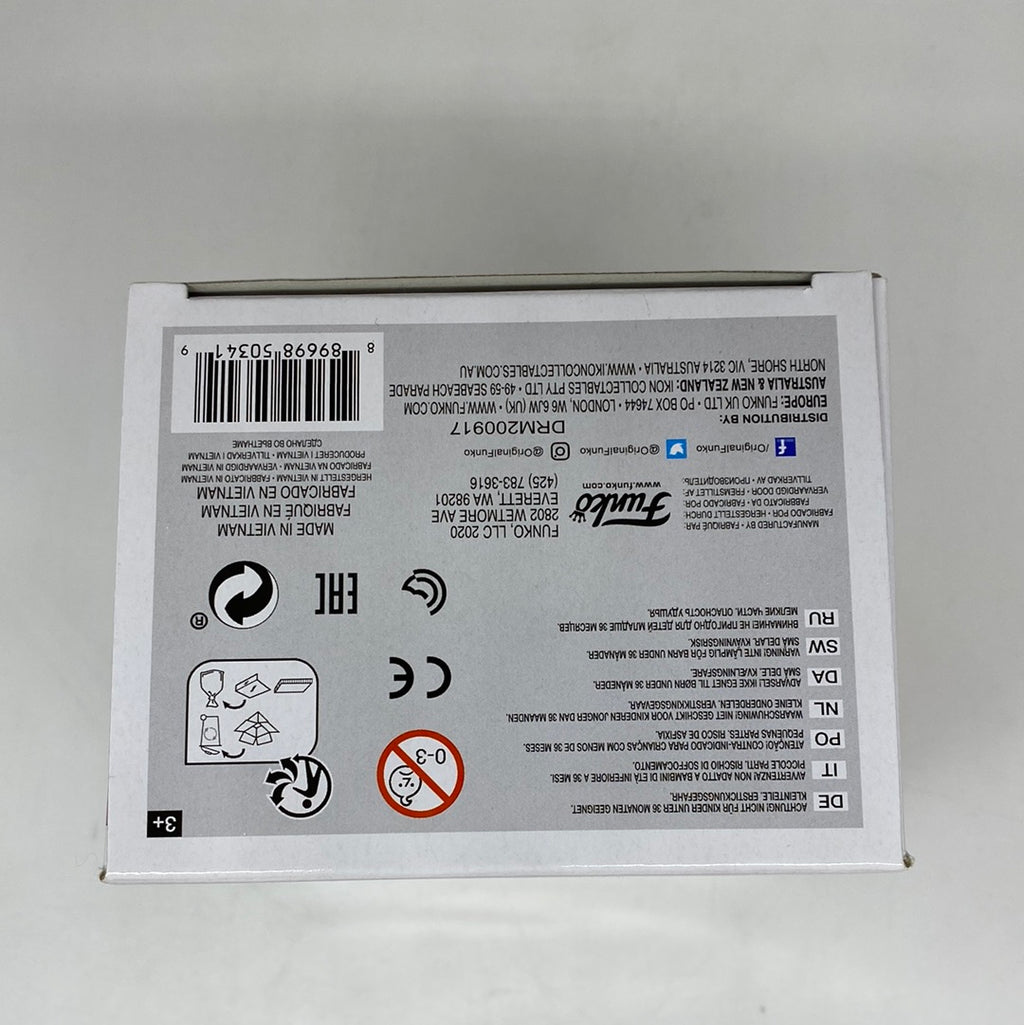 DE
ACHTUNG! FÜR NICHT KINDER UNTER 36 MONATEN GEEIGNET.
KLEINTEILE. ERSTICKUNGSGEFAHR.
IT
AVVERTENZA! NON ADATTO A BAMBINI DI ETÀ INFERIORE A 36 MESI.
PICCOLE PARTI. RISCHIO DI SOFFOCAMENTO.
PO
ATENÇÃO! CONTRA-INDICADO PARA CRIANÇAS COM MENOS DE 36 MESES.
PEQUENAS PARTES. RISCO DE ASFIXIA.
NL
WAARSCHUWING! NIET GESCHIKT VOOR KINDEREN JONGER DAN 36 MAANDEN.
KLEINE ONDERDELEN. VERSTIKKINGSGEVAAR.
DA
ADVARSEL! IKKE EGNET TIL BØRN UNDER 36 MÅNEDER.
SMÅ DELE. KVÆLNINGSFARE.
SW
VARNING! INTE LÄMPLIG FÖR BARN UNDER 36 MÅNADER.
SMÅ DELAR. KVÄVNINGSRISK.
RU
ВНИМАНИЕ! НЕ ПРИГОДНО ДЛЯ ДЕТЕЙ МЛАДШЕ 36 МЕСЯЦЕВ.
МЕЛКИЕ ЧАСТИ. ОПАСНОСТЬ УДУШЬЯ.
0-3
3+
CE
EAC
®
MANUFACTURED BY • FABRIQUÉ PAR:
FABRICADO POR • HERGESTELLT DURCH:
FABRICADO DA • FABBRICATO DA:
VERVAARDIGD DOOR • FREMSTILLET AF:
TILLVERKAD AV • ПРОИЗВОДИТЕЛЬ:
Funko
www.funko.com
FUNKO, LLC 2020
2802 WETMORE AVE
EVERETT, WA 98201
(425) 783-3616
/OriginalFunko
@OriginalFunko
@OriginalFunko
DRM200917
DISTRIBUTION BY:
EUROPE: FUNKO UK LTD • PO BOX 74644 • LONDON, W6 6JW (UK) • WWW.FUNKO.COM
AUSTRALIA & NEW ZEALAND: IKON COLLECTABLES PTY LTD • 49-59 SEABEACH PARADE
NORTH SHORE, VIC 3214 AUSTRALIA • WWW.IKONCOLLECTABLES.COM.AU
MADE IN VIETNAM
FABRIQUÉ EN VIETNAM
FABRICADO EN VIETNAM
HERGESTELLT IN VIETNAM • FABBRICATO IN VIETNAM
FABRICADO NA VIETNAM • VERVAARDIGD IN VIETNAM
PRODUCERET I VIETNAM • TILLVERKAD I VIETNAM
СДЕЛАНО ВО ВЬЕТНАМЕ
8 89698 50341 9